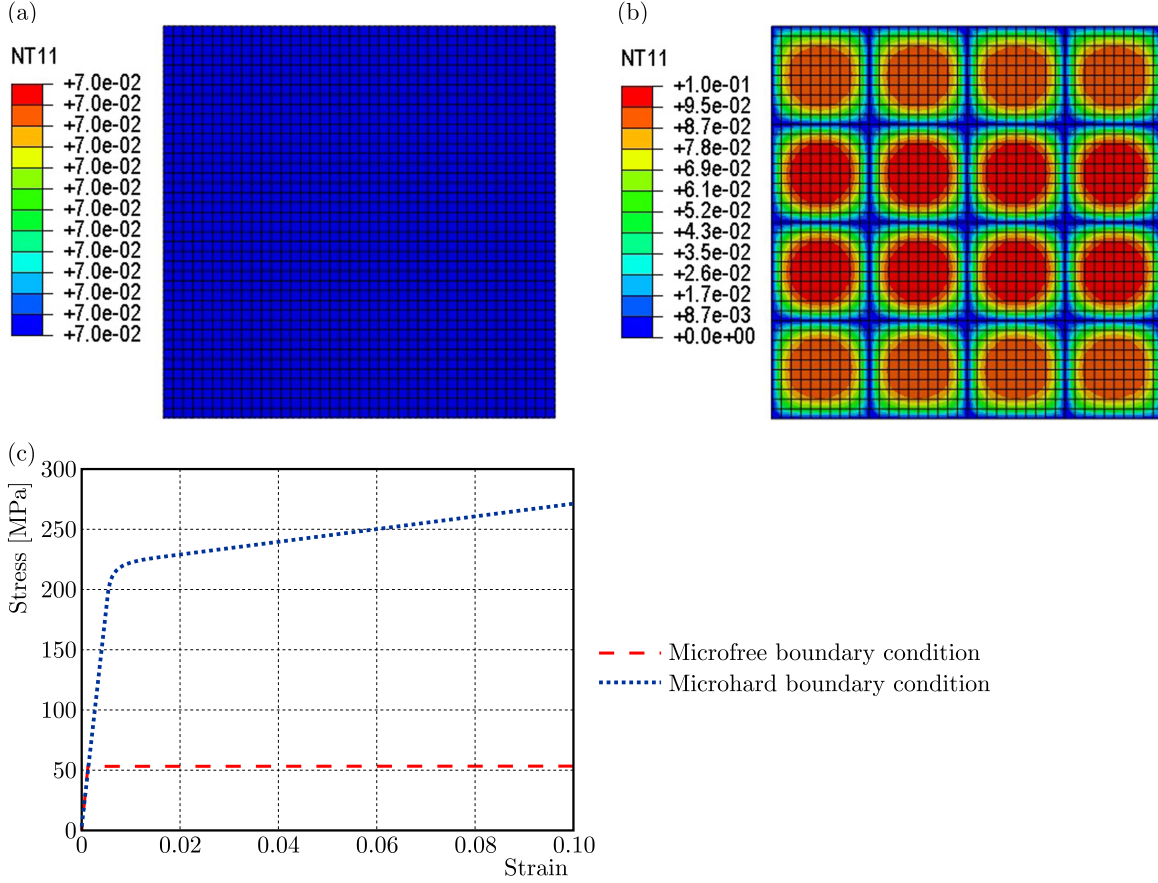 (a)
NT11
+7.0e-02
+7.0e-02
+7.0e-02
+7.0e-02
+7.0e-02
+7.0e-02
+7.0e-02
+7.0e-02
+7.0e-02
+7.0e-02
+7.0e-02
+7.0e-02
+7.0e-02
(b)
NT11
+1.0e-01
+9.5e-02
+8.7e-02
+7.8e-02
+6.9e-02
+6.1e-02
+5.2e-02
+4.3e-02
+3.5e-02
+2.6e-02
+1.7e-02
+8.7e-03
+0.0e+00
(c)
Stress [MPa]
300
250
200
150
100
50
0
0 0.02 0.04 0.06 0.08 0.10
Strain
Microfree boundary condition
Microhard boundary condition